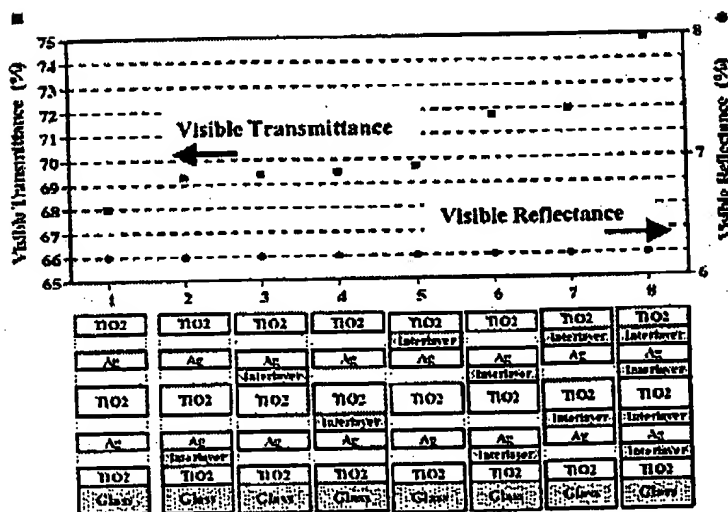 75
74
73
72
71
70
69
68
67
66
65
Visible Transmittance (%)
8
7
6
Visible Reflectance (%)
Visible Transmittance
Visible Reflectance
1 2 3 4 5 6 7 8
TiO2 TiO2 TiO2 TiO2 TiO2 TiO2 TiO2 TiO2
Interlayer Interlayer Interlayer
Ag Ag Ag Ag Ag Ag Ag Ag
Interlayer Interlayer Interlayer
TiO2 TiO2 TiO2 TiO2 TiO2 TiO2 TiO2 TiO2
Interlayer Interlayer Interlayer
Ag Ag Ag Ag Ag Ag Ag Ag
Interlayer Interlayer Interlayer
TiO2 TiO2 TiO2 TiO2 TiO2 TiO2 TiO2 TiO2
Glass Glass Glass Glass Glass Glass Glass Glass